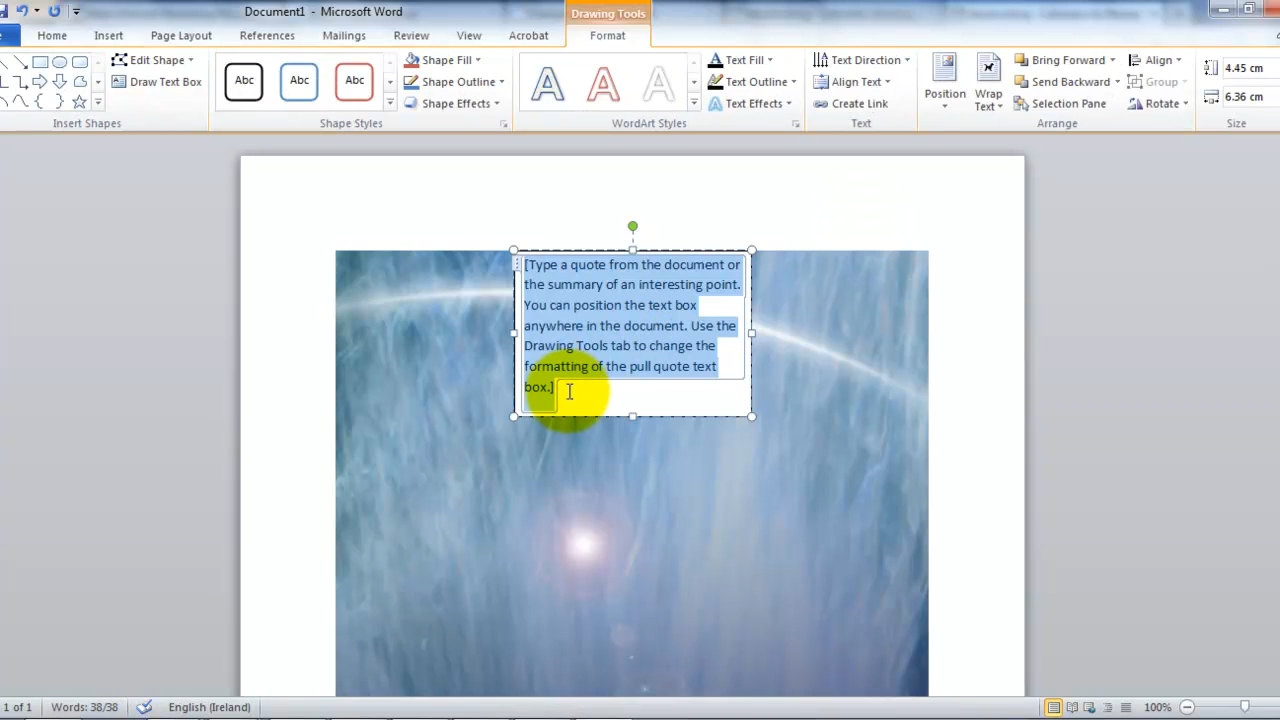 Document1 - Microsoft Word
Drawing Tools
Home Insert Page Layout References Mailings Review View Acrobat Format
Edit Shape
Draw Text Box
Insert Shapes
Abc Abc Abc
Shape Fill
Shape Outline
Shape Effects
Shape Styles
A A A
Text Fill
Text Outline
Text Effects
WordArt Styles
Text Direction
Align Text
Create Link
Text
Position
Wrap
Text
Bring Forward
Send Backward
Selection Pane
Align
Group
Rotate
Arrange
4.45 cm
6.36 cm
Size
[Type a quote from the document or
the summary of an interesting point.
You can position the text box
anywhere in the document. Use the
Drawing Tools tab to change the
formatting of the pull quote text
box.]
1 of 1 Words: 38/38 English (Ireland) 100%